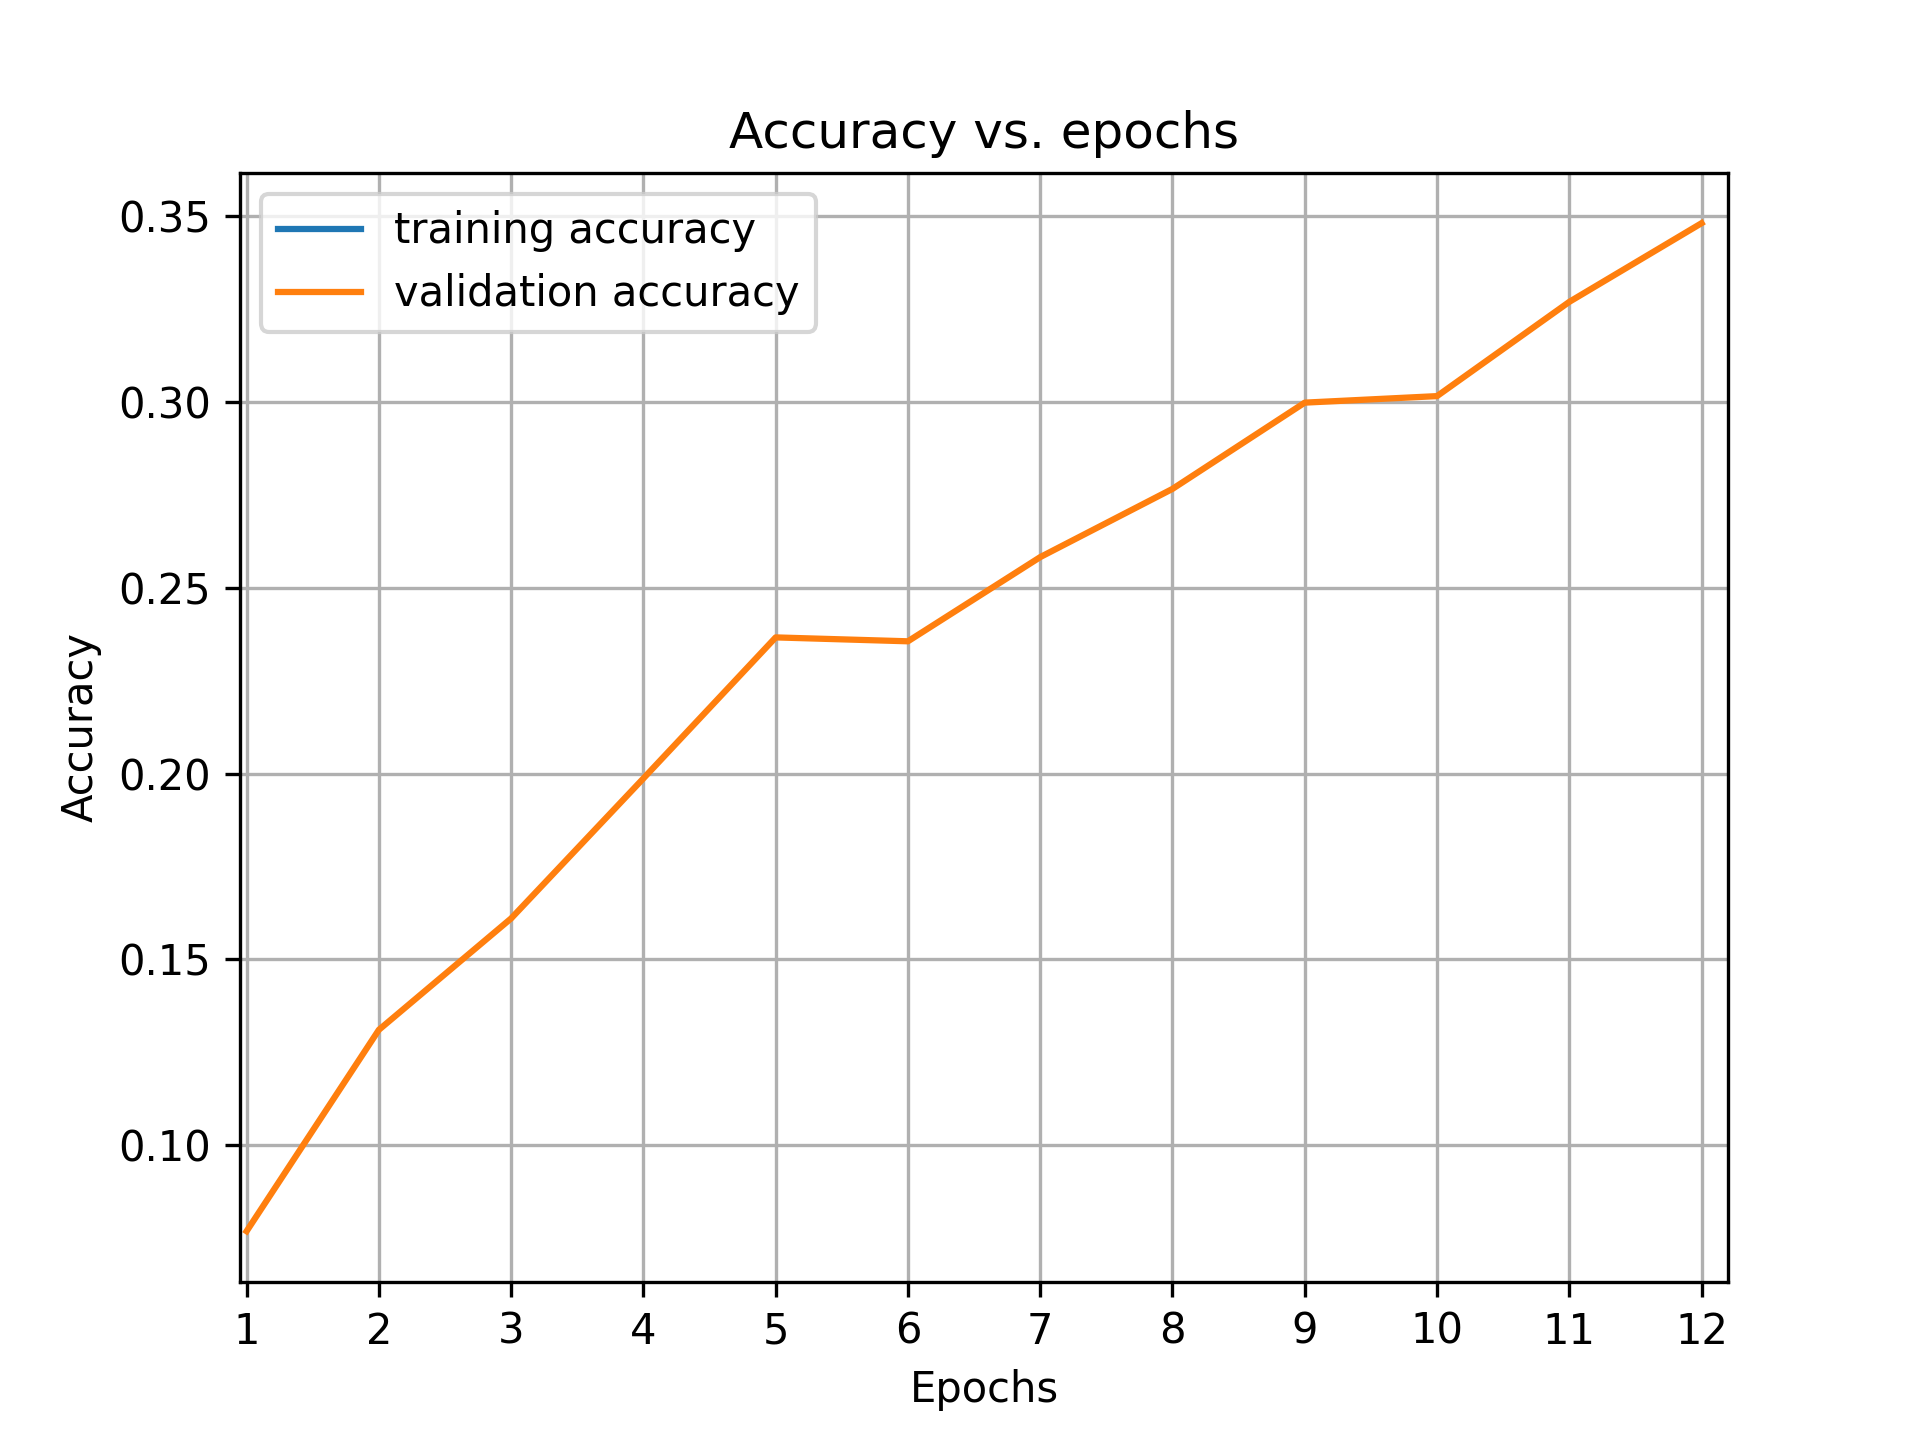 Accuracy vs. epochs
training accuracy
validation accuracy
0.35
0.30
0.25
0.20
0.15
0.10
Accuracy
1 2 3 4 5 6 7 8 9 10 11 12
Epochs